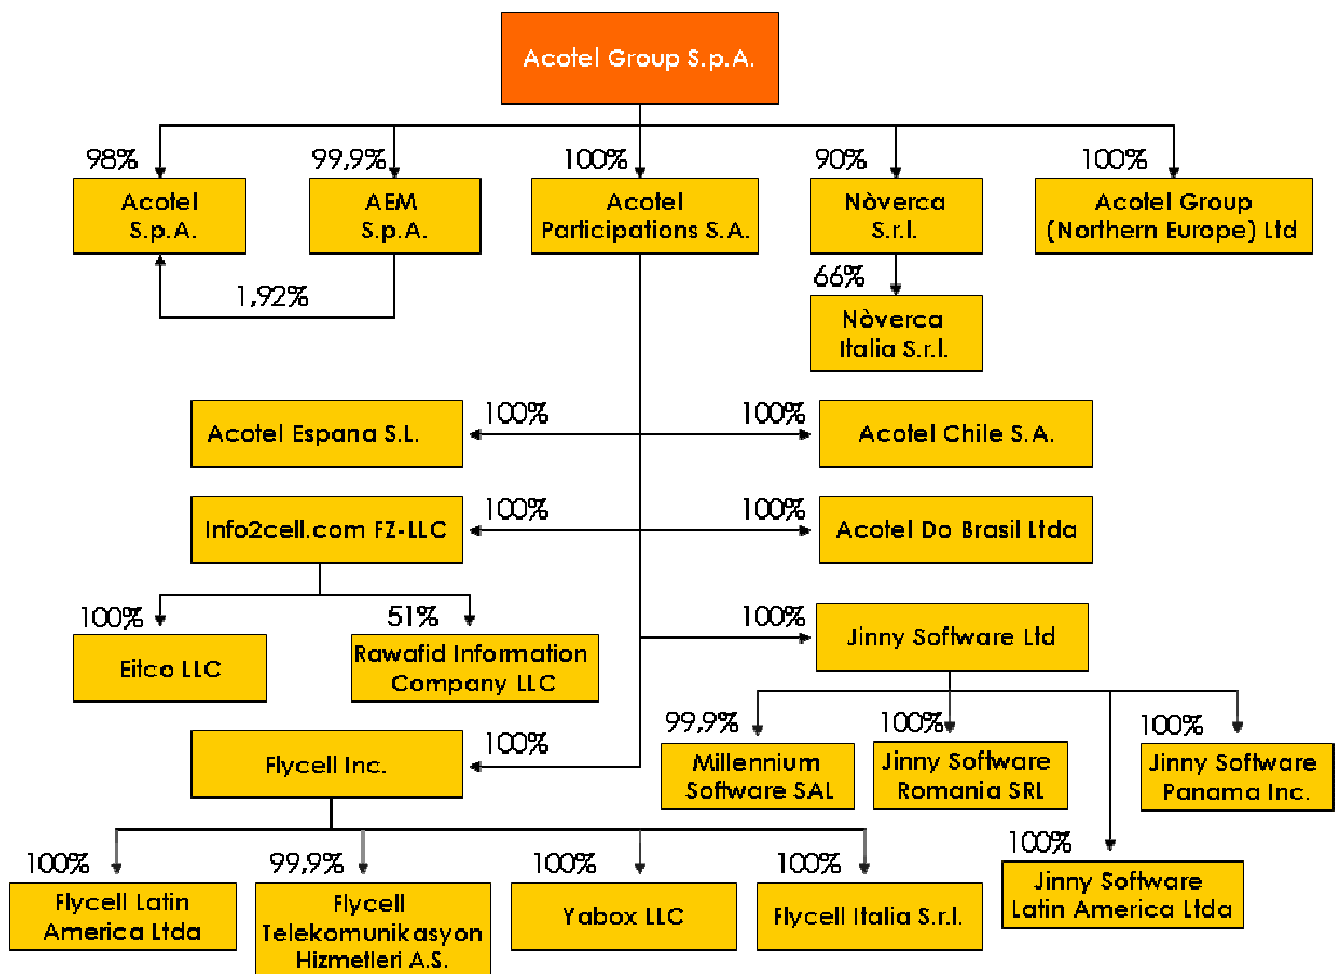 Acotel Group S.p.A.
98%
99,9%
100%
90%
100%
Acotel
S.p.A.
AEM
S.p.A.
Acotel
Participations S.A.
Nòverca
S.r.l.
Acotel Group
(Northern Europe) Ltd
1,92%
66%
Nòverca
Italia S.r.l.
100%
100%
Acotel Espana S.L.
Acotel Chile S.A.
100%
100%
Info2cell.com FZ-LLC
Acotel Do Brasil Ltda
100%
51%
100%
Eitco LLC
Rawafid Information
Company LLC
Jinny Software Ltd
100%
Flycell Inc.
99,9%
100%
100%
Millennium
Software SAL
Jinny Software
Romania SRL
Jinny Software
Panama Inc.
100%
99,9%
100%
100%
100%
Flycell Latin
America Ltda
Flycell
Telekomunikasyon
Hizmetleri A.S.
Yabox LLC
Flycell Italia S.r.l.
Jinny Software
Latin America Ltda